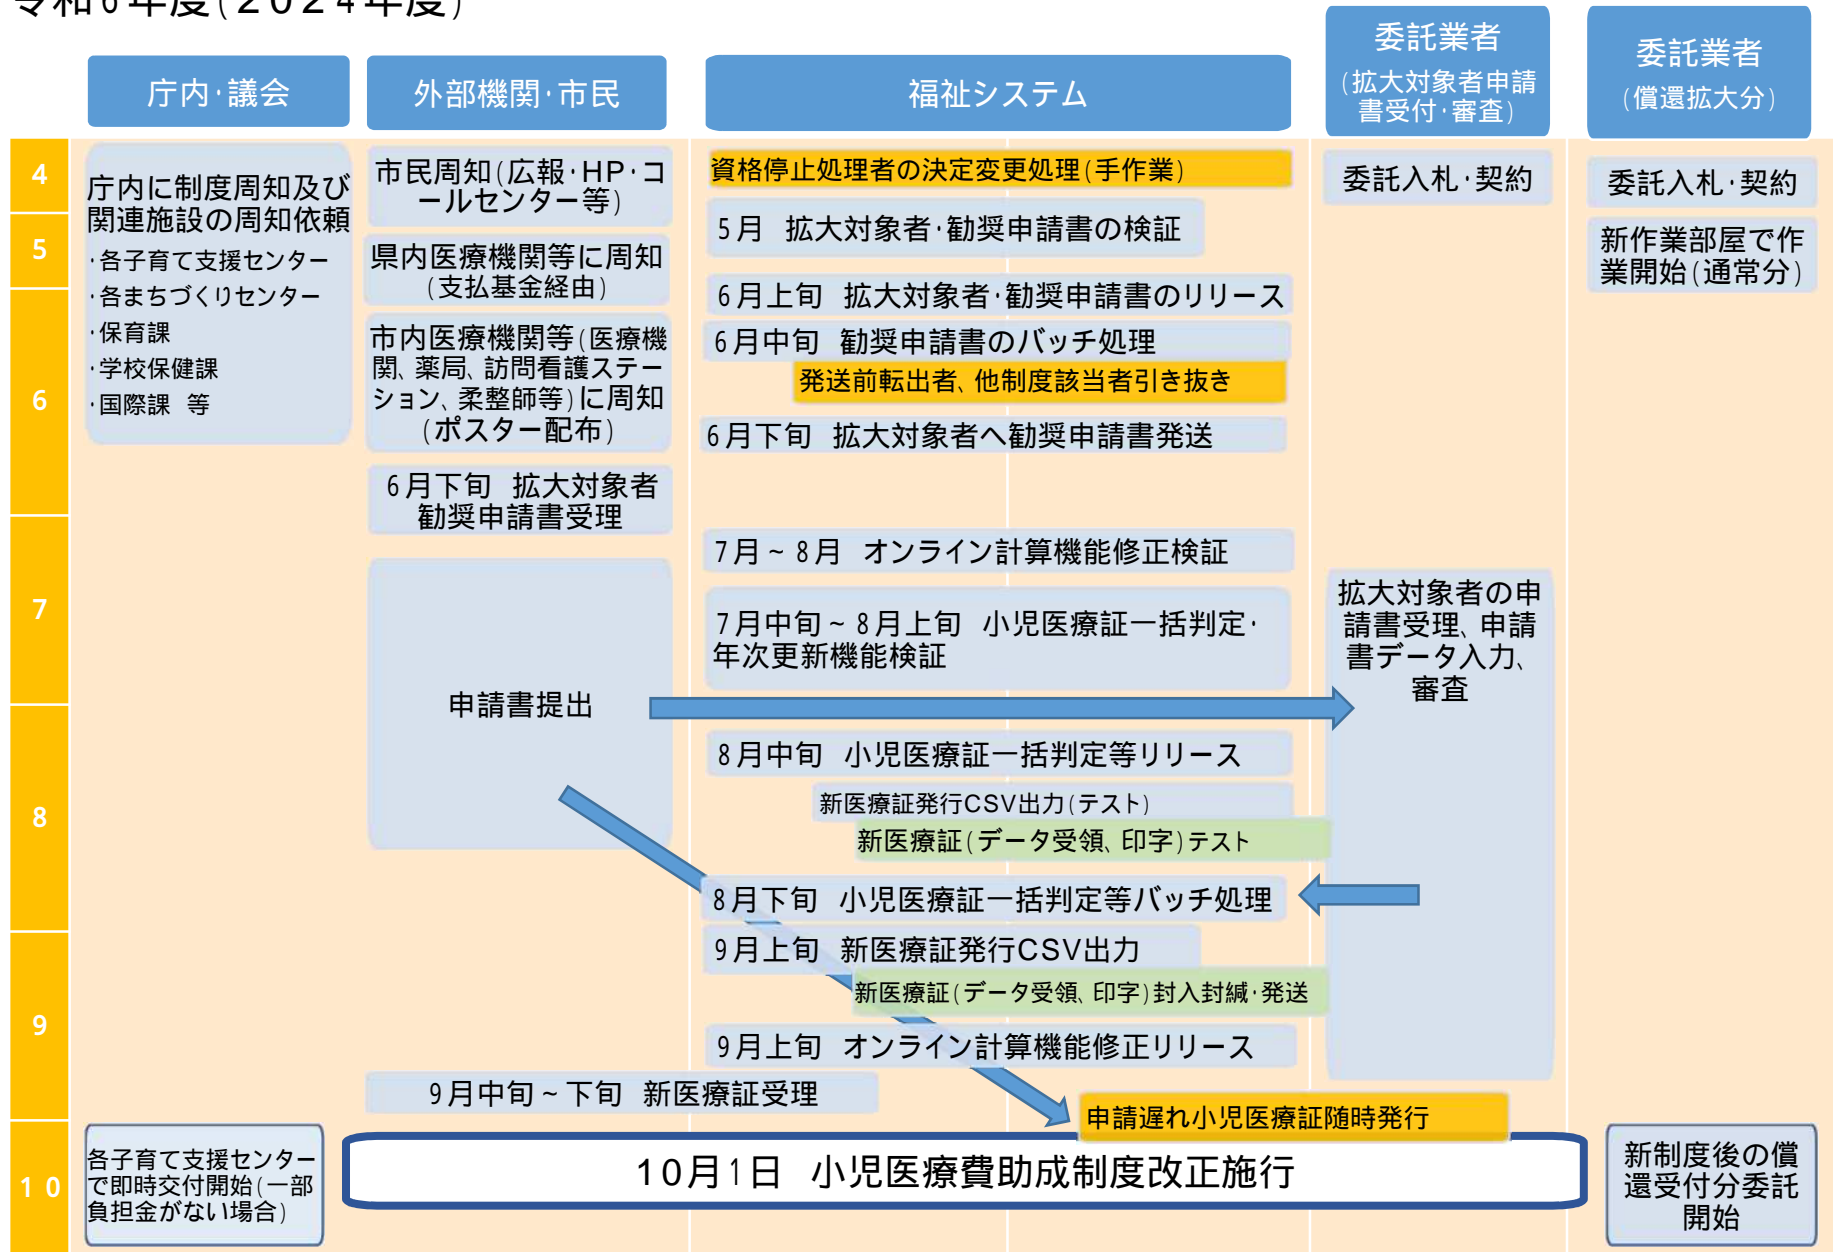 令和6年度(2024年度)
庁内･議会
外部機関･市民
福祉システム
委託業者
(拡大対象者申請
書受付･審査)
委託業者
(償還拡大分)
4
5
6
7
8
9
10
庁内に制度周知及び
関連施設の周知依頼
･各子育て支援センター
･各まちづくりセンター
･保育課
･学校保健課
･国際課 等
各子育て支援センター
で即時交付開始(一部
負担金がない場合)
市民周知(広報･HP･コ
ールセンター等)
県内医療機関等に周知
(支払基金経由)
市内医療機関等(医療機
関、薬局、訪問看護ステー
ション、柔整師等)に周知
(ポスター配布)
6月下旬 拡大対象者
勧奨申請書受理
申請書提出
9月中旬~下旬 新医療証受理
資格停止処理者の決定変更処理(手作業)
5月 拡大対象者･勧奨申請書の検証
6月上旬 拡大対象者･勧奨申請書のリリース
6月中旬 勧奨申請書のバッチ処理
発送前転出者、他制度該当者引き抜き
6月下旬 拡大対象者へ勧奨申請書発送
7月~8月 オンライン計算機能修正検証
7月中旬~8月上旬 小児医療証一括判定･
年次更新機能検証
8月中旬 小児医療証一括判定等リリース
新医療証発行CSV出力(テスト)
新医療証(データ受領、印字)テスト
8月下旬 小児医療証一括判定等バッチ処理
9月上旬 新医療証発行CSV出力
新医療証(データ受領、印字)封入封緘･発送
9月上旬 オンライン計算機能修正リリース
申請遅れ小児医療証随時発行
10月1日 小児医療費助成制度改正施行
委託入札･契約
拡大対象者の申
請書受理、申請
書データ入力、
審査
委託入札･契約
新作業部屋で作
業開始(通常分)
新制度後の償
還受付分委託
開始